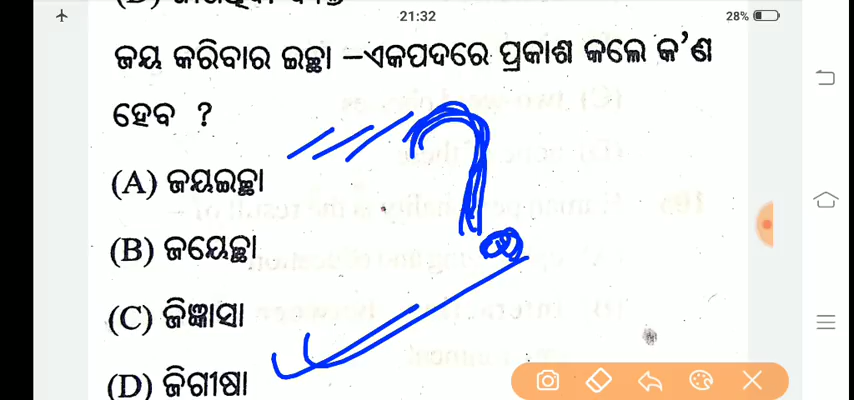 21:32
28%
ଜୟ କରିବାର ଇଚ୍ଛା –ଏକପଦରେ ପ୍ରକାଶ କଲେ କ'ଣ
ହେବ ?
(A) ଜୟଇଚ୍ଛା
(B) ଜୟେଚ୍ଛା
(C) ଜିଜ୍ଞାସା
(D) ଜିଗୀଷା